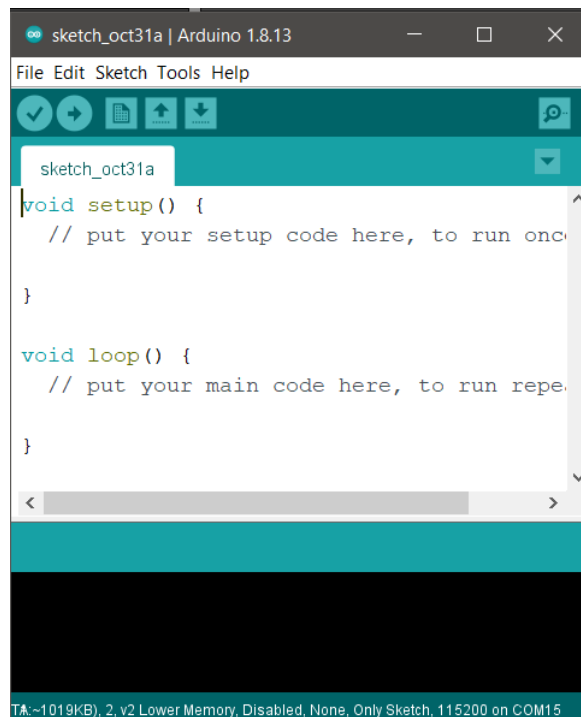 sketch_oct31a | Arduino 1.8.13
File Edit Sketch Tools Help
sketch_oct31a
void setup() {
// put your setup code here, to run onc
}
void loop() {
// put your main code here, to run repe
}
~1019KB), 2, v2 Lower Memory, Disabled, None, Only Sketch, 115200 on COM15